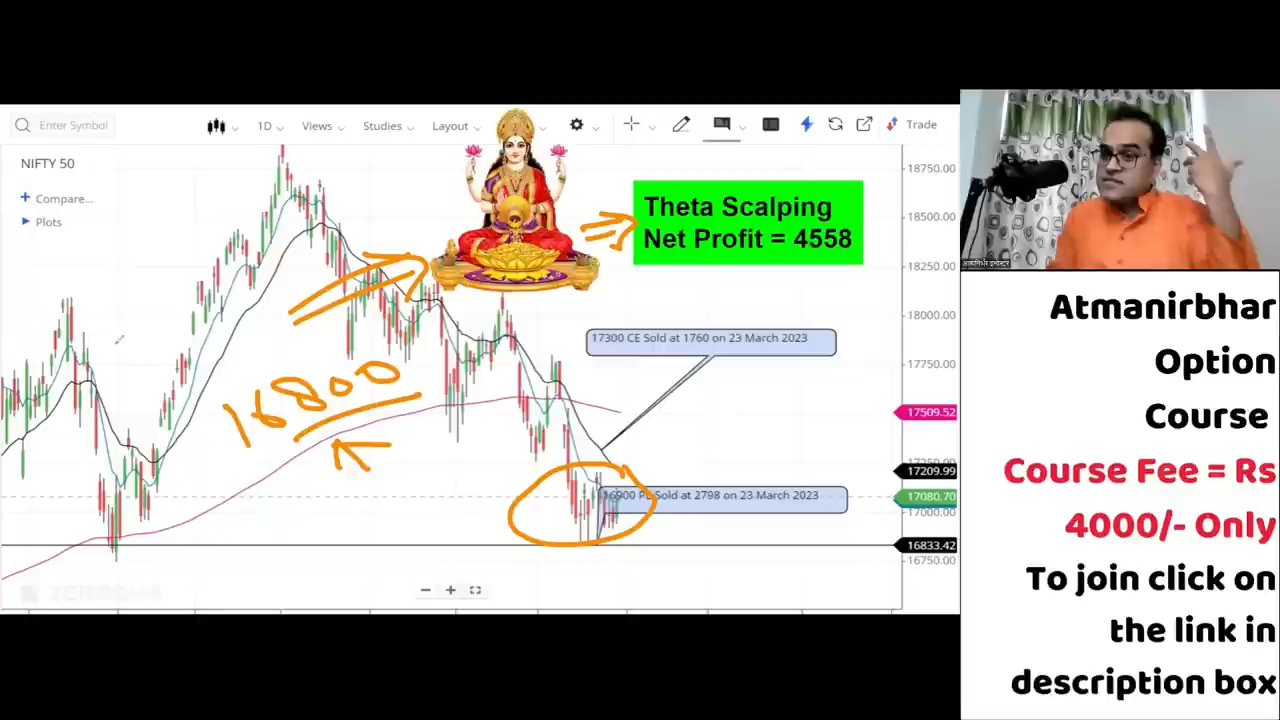 Enter Symbol
1D
Views
Studies
Layout
Trade
NIFTY 50
Compare...
Plots
Theta Scalping
Net Profit = 4558
17300 CE Sold at 1760 on 23 March 2023
16800
16900 PE Sold at 2798 on 23 March 2023
18750.00
18500.00
18250.00
18000.00
17750.00
17509.52
17250.00
17209.99
17080.70
17000.00
16833.42
16750.00
ZERODHA
Atmanirbhar
Option
Course
Course Fee = Rs
4000/- Only
To join click on
the link in
description box